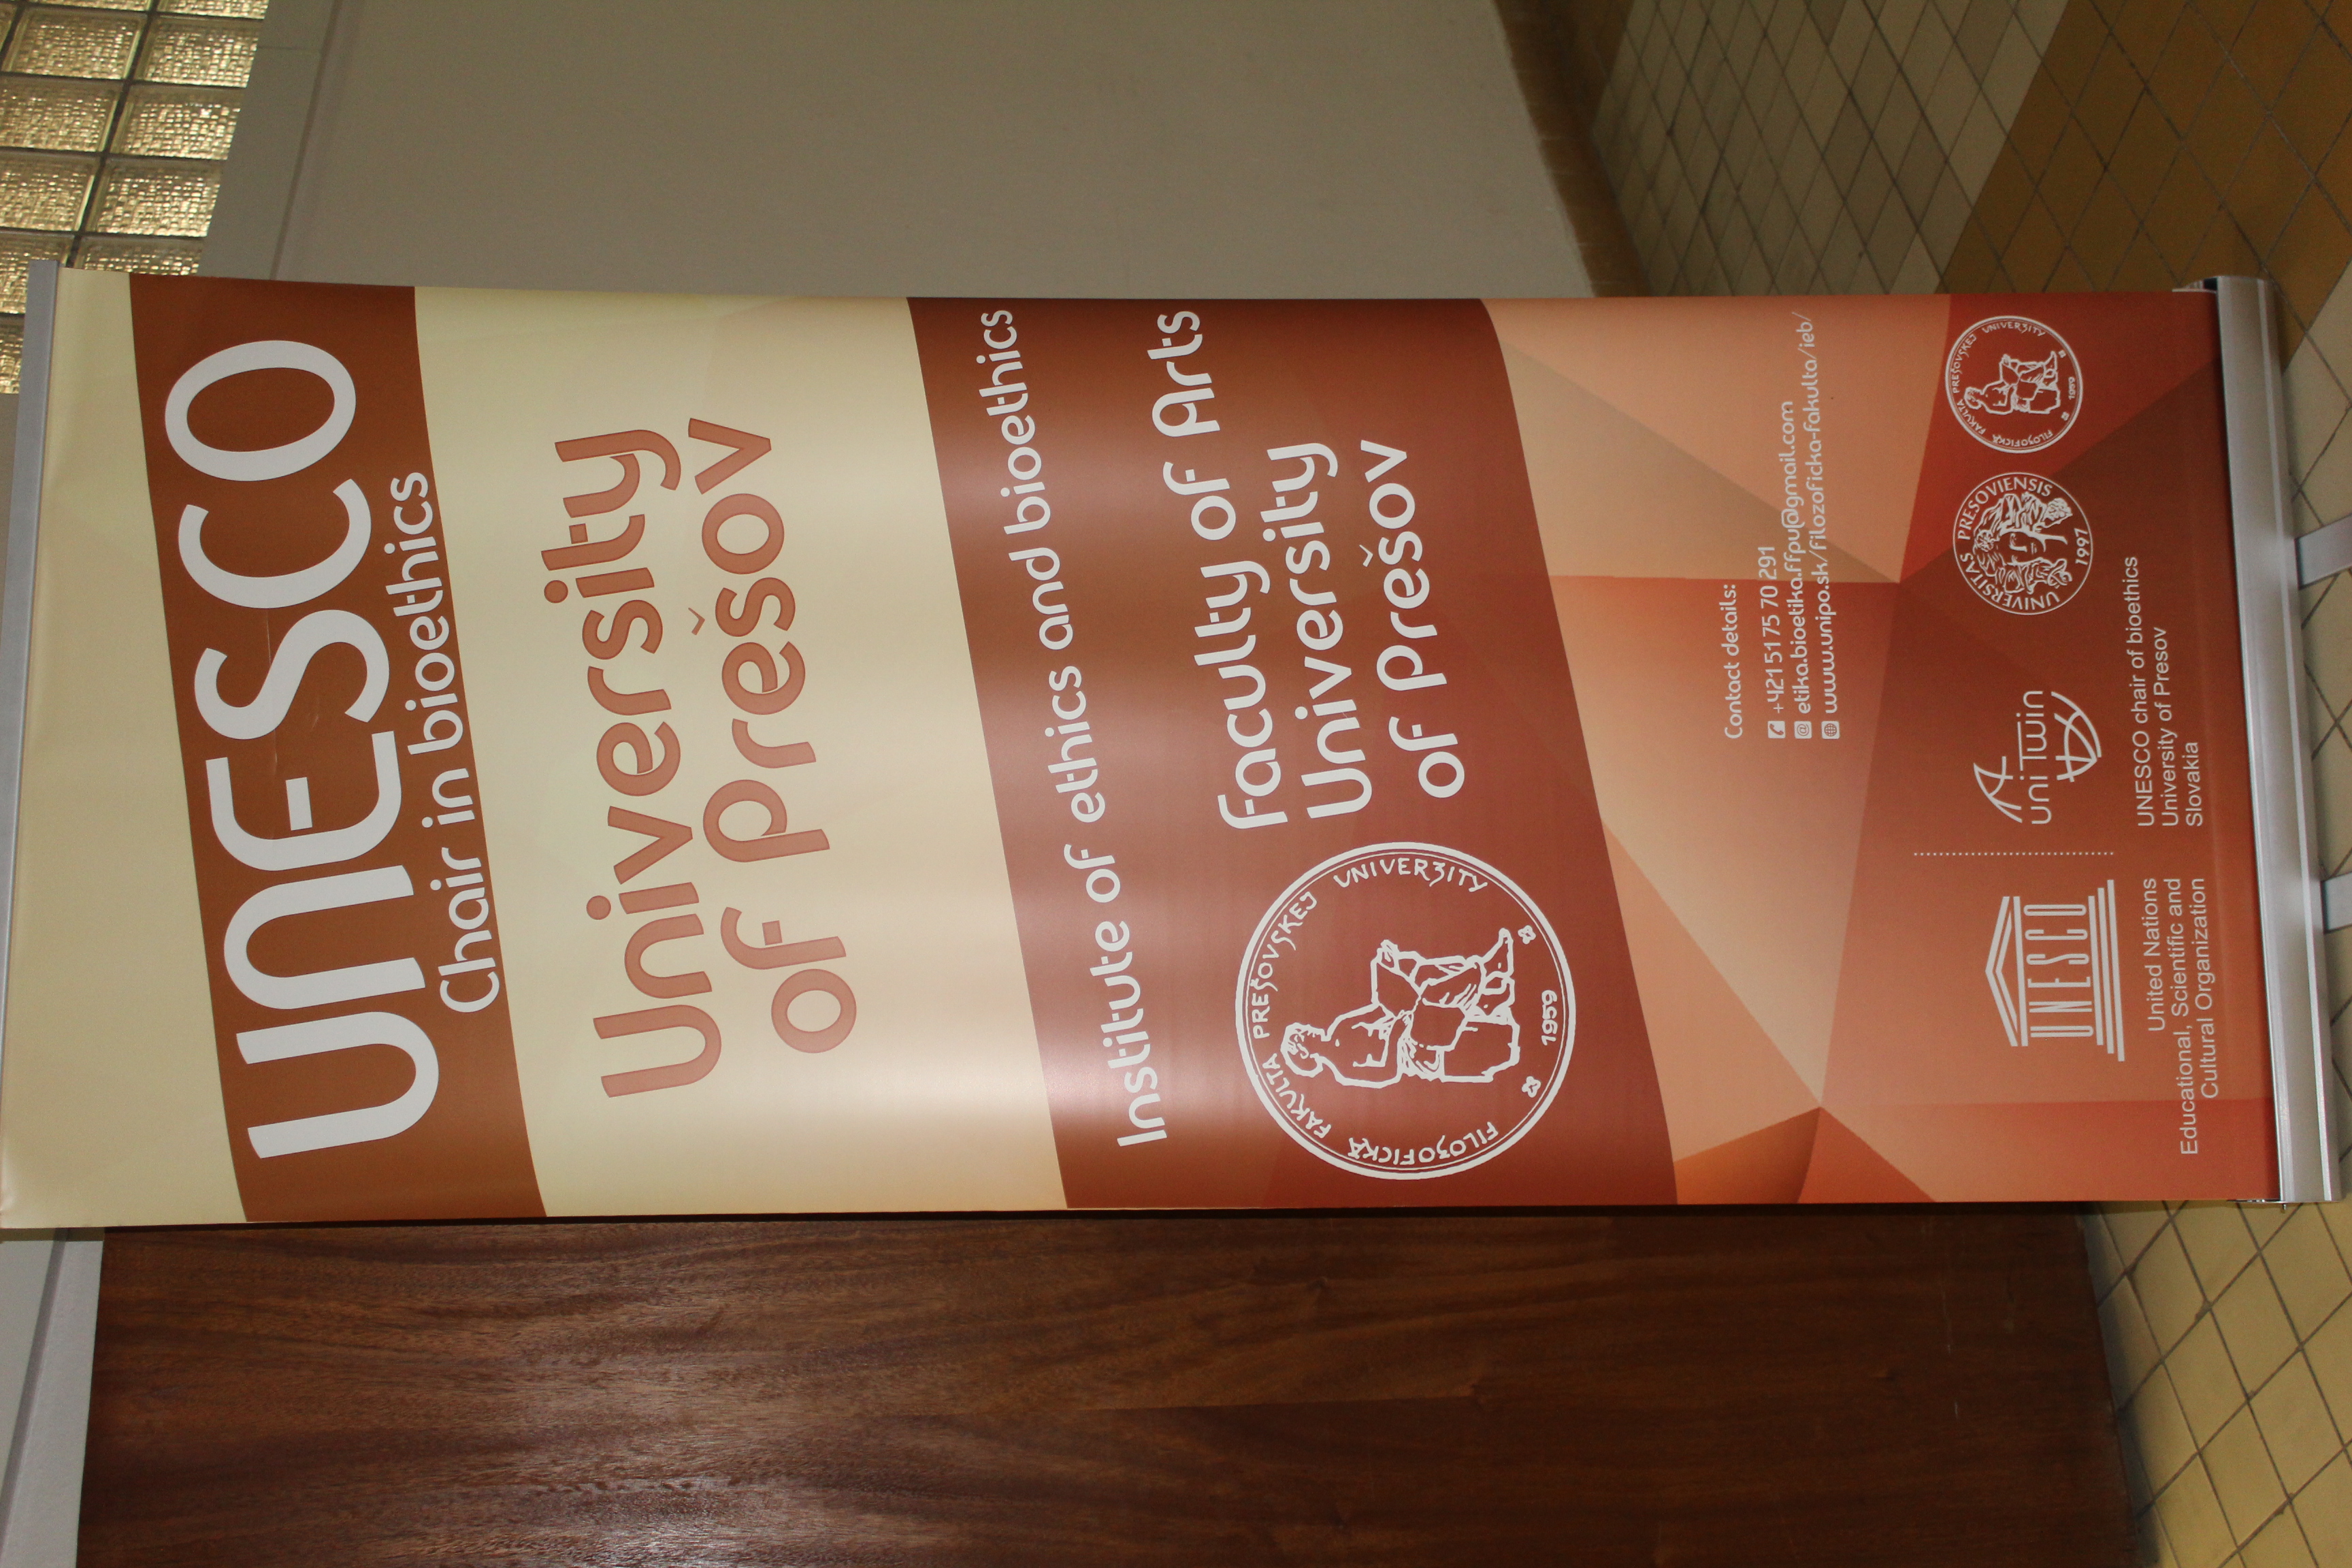 UNESCO
Chair in bioethics
University
of prešov
Institute of ethics and bioethics
Faculty of Arts
University
of prešov
FILOZOFICKÁ FAKULTA PREŠOVSKEJ UNIVERZITY
1959
Contact details:
+421 51 75 70 291
@ etika.bioetika.ffpu@gmail.com
www.unipo.sk/filozoficka-fakulta/ieb/
UNESCO
United Nations
Educational, Scientific and
Cultural Organization
uniTwin
UNESCO chair of bioethics
University of Presov
Slovakia
UNIVERSITAS PRESOVIENSIS
1997
FILOZOFICKÁ FAKULTA PREŠOVSKEJ UNIVERZITY
1959